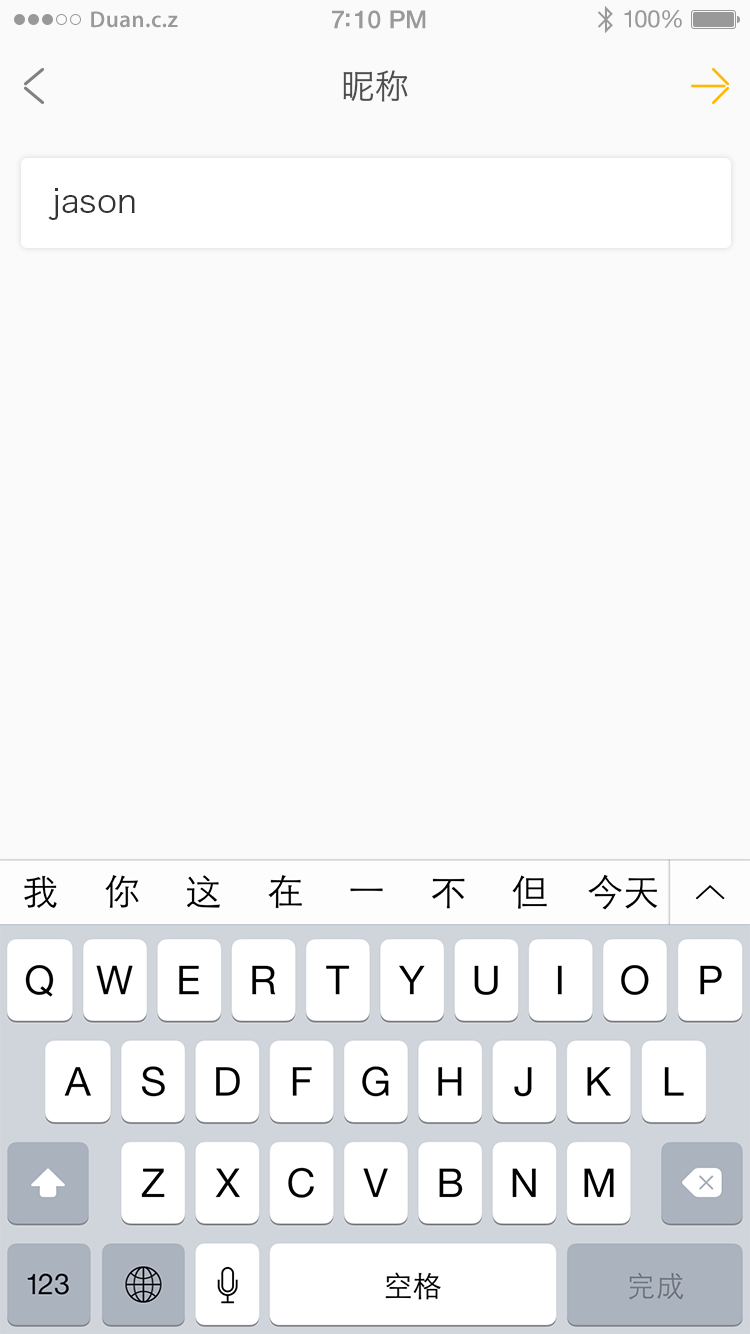 Duan.c.z 7:10 PM 100%
昵称
jason
我 你 这 在 一 不 但 今天
Q W E R T Y U I O P
A S D F G H J K L
Z X C V B N M
123 空格 完成